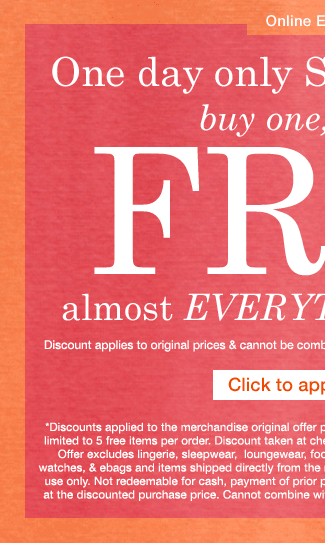 Online E
One day only S
buy one,
FR
almost EVERYT
Discount applies to original prices & cannot be comb
Click to app
*Discounts applied to the merchandise original offer p
limited to 5 free items per order. Discount taken at che
Offer excludes lingerie, sleepwear, loungewear, foo
watches, & ebags and items shipped directly from the
use only. Not redeemable for cash, payment of prior p
at the discounted purchase price. Cannot combine wi